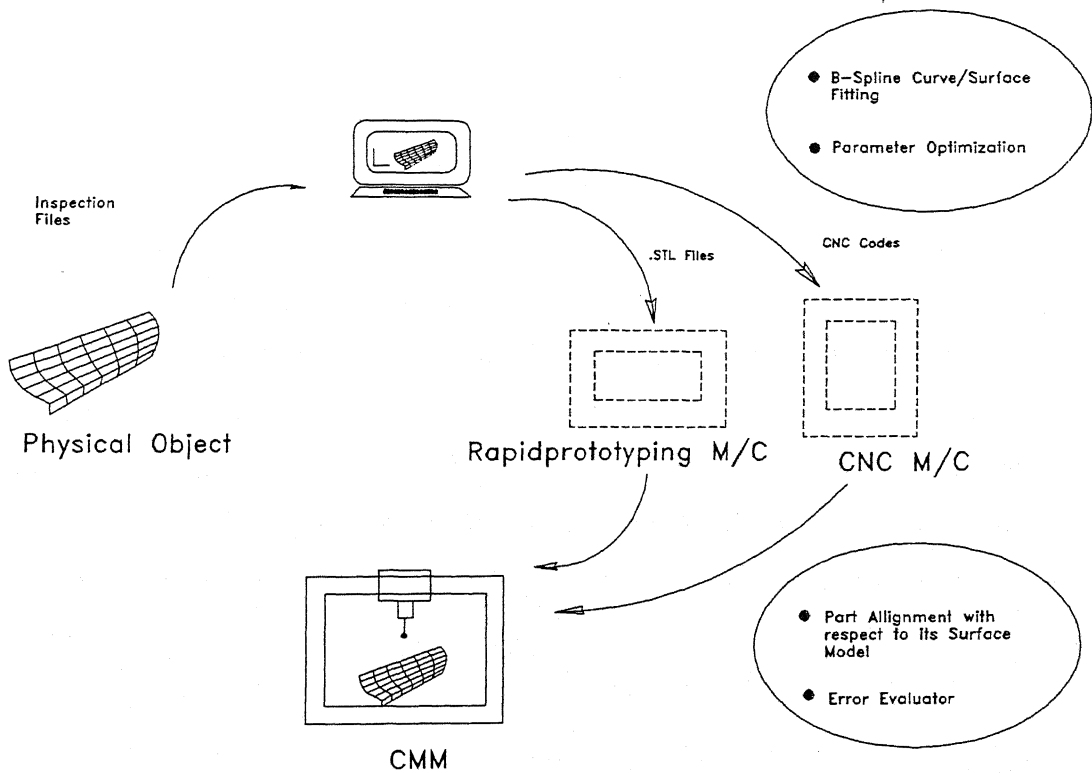 ● B-Spline Curve/Surface
Fitting
● Parameter Optimization
Inspection
Files
.STL Files
CNC Codes
Physical Object
Rapidprototyping M/C
CNC M/C
● Part Allignment with
respect to its Surface
Model
● Error Evaluator
CMM